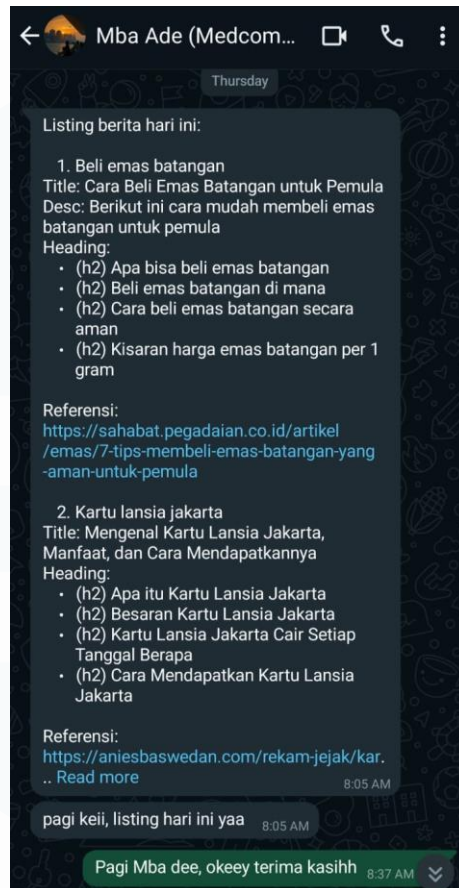 Mba Ade (Medcom...
Thursday
Listing berita hari ini:
1. Beli emas batangan
Title: Cara Beli Emas Batangan untuk Pemula
Desc: Berikut ini cara mudah membeli emas
batangan untuk pemula
Heading:
• (h2) Apa bisa beli emas batangan
• (h2) Beli emas batangan di mana
• (h2) Cara beli emas batangan secara
aman
• (h2) Kisaran harga emas batangan per 1
gram
Referensi:
https://sahabat.pegadaian.co.id/artikel
/emas/7-tips-membeli-emas-batangan-yang
-aman-untuk-pemula
2. Kartu lansia jakarta
Title: Mengenal Kartu Lansia Jakarta,
Manfaat, dan Cara Mendapatkannya
Heading:
• (h2) Apa itu Kartu Lansia Jakarta
• (h2) Besaran Kartu Lansia Jakarta
• (h2) Kartu Lansia Jakarta Cair Setiap
Tanggal Berapa
• (h2) Cara Mendapatkan Kartu Lansia
Jakarta
Referensi:
https://aniesbaswedan.com/rekam-jejak/kar.
.. Read more 8:05 AM
pagi keii, listing hari ini yaa 8:05 AM
Pagi Mba dee, okeey terima kasihh 8:37 AM